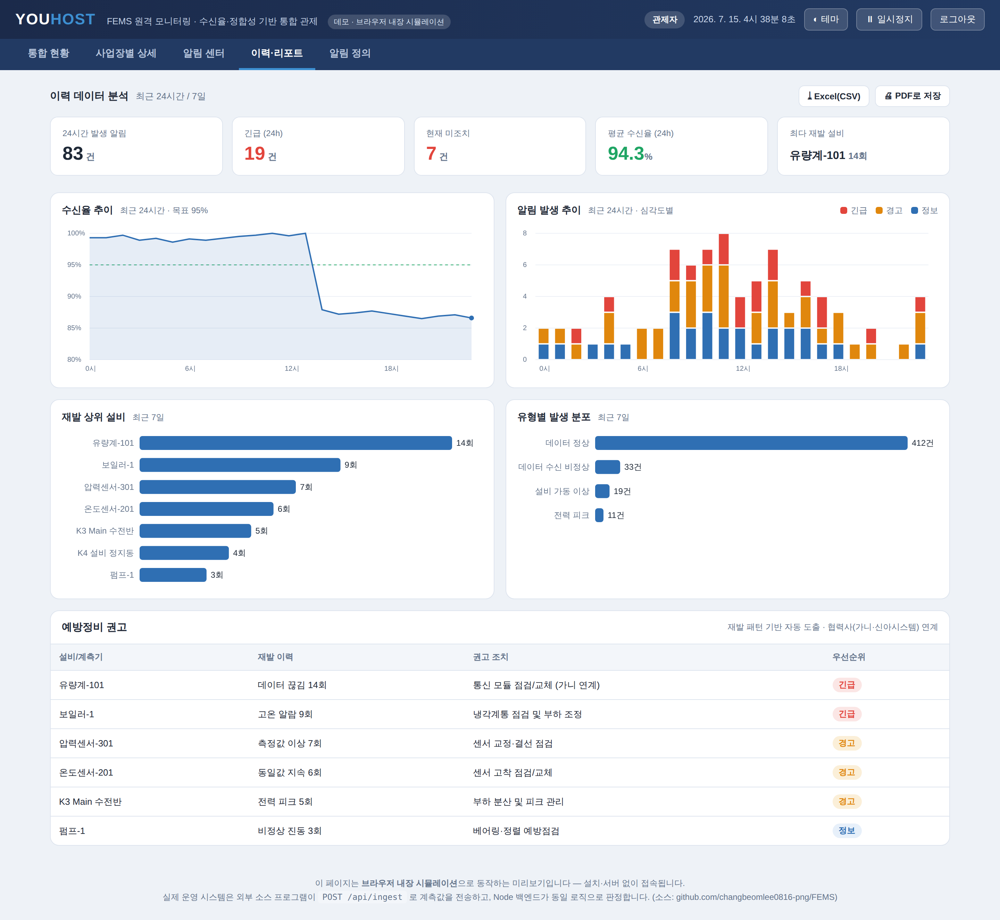 YOUHOST FEMS 원격 모니터링 · 수신율·정합성 기반 통합 관제 데모 · 브라우저 내장 시뮬레이션 관제자 2026. 7. 15. 4시 38분 8초 테마 일시정지 로그아웃
통합 현황 사업장별 상세 알림 센터 이력·리포트 알림 정의
이력 데이터 분석 최근 24시간 / 7일 Excel(CSV) PDF로 저장
24시간 발생 알림
83 건
긴급 (24h)
19 건
현재 미조치
7 건
평균 수신율 (24h)
94.3%
최다 재발 설비
유량계-101 14회
수신율 추이 최근 24시간 · 목표 95%
100%
95%
90%
85%
80%
0시 6시 12시 18시
알림 발생 추이 최근 24시간 · 심각도별 긴급 경고 정보
8
6
4
2
0
0시 6시 12시 18시
재발 상위 설비 최근 7일
유량계-101 14회
보일러-1 9회
압력센서-301 7회
온도센서-201 6회
K3 Main 수전반 5회
K4 설비 정지동 4회
펌프-1 3회
유형별 발생 분포 최근 7일
데이터 정상 412건
데이터 수신 비정상 33건
설비 가동 이상 19건
전력 피크 11건
예방정비 권고 재발 패턴 기반 자동 도출 · 협력사(가니·신아시스템) 연계
설비/계측기 재발 이력 권고 조치 우선순위
유량계-101 데이터 끊김 14회 통신 모듈 점검/교체 (가니 연계) 긴급
보일러-1 고온 알람 9회 냉각계통 점검 및 부하 조정 긴급
압력센서-301 측정값 이상 7회 센서 교정·결선 점검 경고
온도센서-201 동일값 지속 6회 센서 고착 점검/교체 경고
K3 Main 수전반 전력 피크 5회 부하 분산 및 피크 관리 경고
펌프-1 비정상 진동 3회 베어링·정렬 예방점검 정보
이 페이지는 브라우저 내장 시뮬레이션으로 동작하는 미리보기입니다 — 설치·서버 없이 접속됩니다.
실제 운영 시스템은 외부 소스 프로그램이 POST /api/ingest 로 계측값을 전송하고, Node 백엔드가 동일 로직으로 판정합니다. (소스: github.com/changbeomlee0816-png/FEMS)